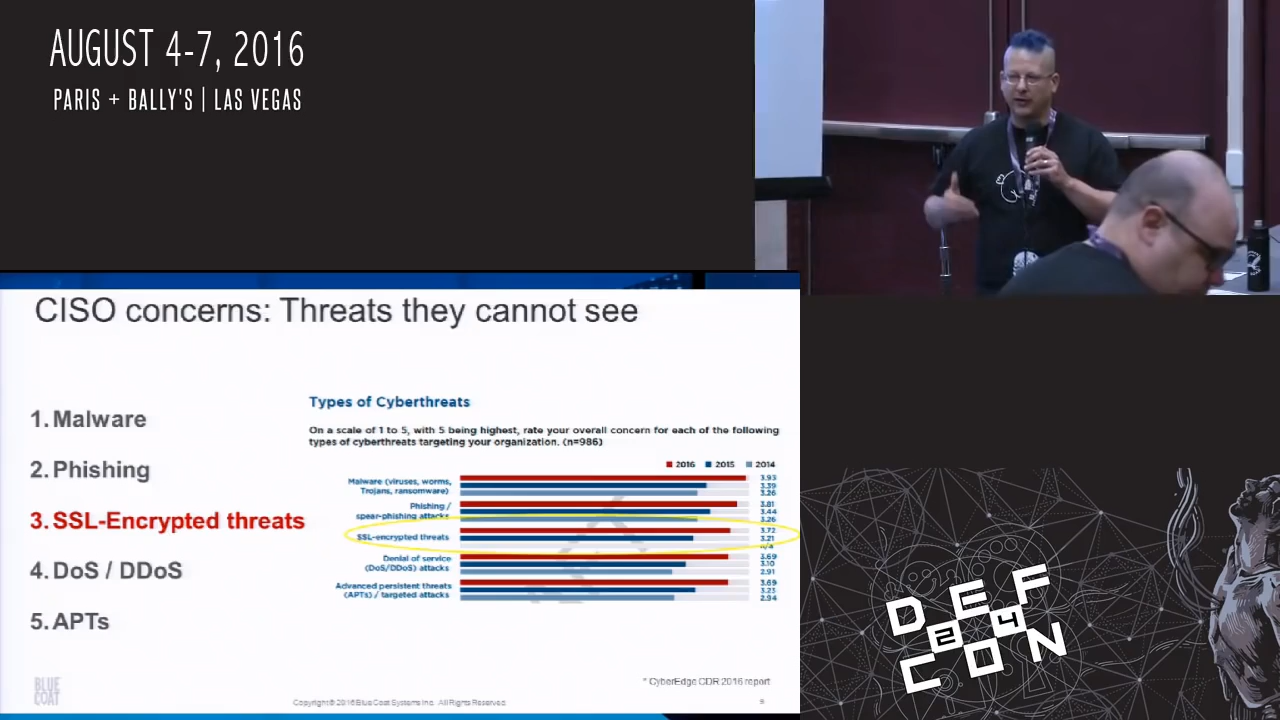 AUGUST 4-7, 2016
PARIS + BALLY'S | LAS VEGAS
CISO concerns: Threats they cannot see
1. Malware
2. Phishing
3. SSL-Encrypted threats
4. DoS / DDoS
5. APTs
Types of Cyberthreats
On a scale of 1 to 5, with 5 being highest, rate your overall concern for each of the following
types of cyberthreats targeting your organization. (n=986)
2016 2015 2014
Malware (viruses, worms,
Trojans, ransomware)
3.93
3.39
3.26
Phishing /
spear-phishing attacks
3.81
3.44
3.26
SSL-encrypted threats
3.72
3.21
n/a
Denial of service
(DoS/DDoS) attacks
3.69
3.10
2.91
Advanced persistent threats
(APTs) / targeted attacks
3.69
3.23
2.94
* CyberEdge CDR 2016 report
BLUE
COAT
Copyright © 2016 Blue Coat Systems Inc. All Rights Reserved.
9
DEF
24
CON